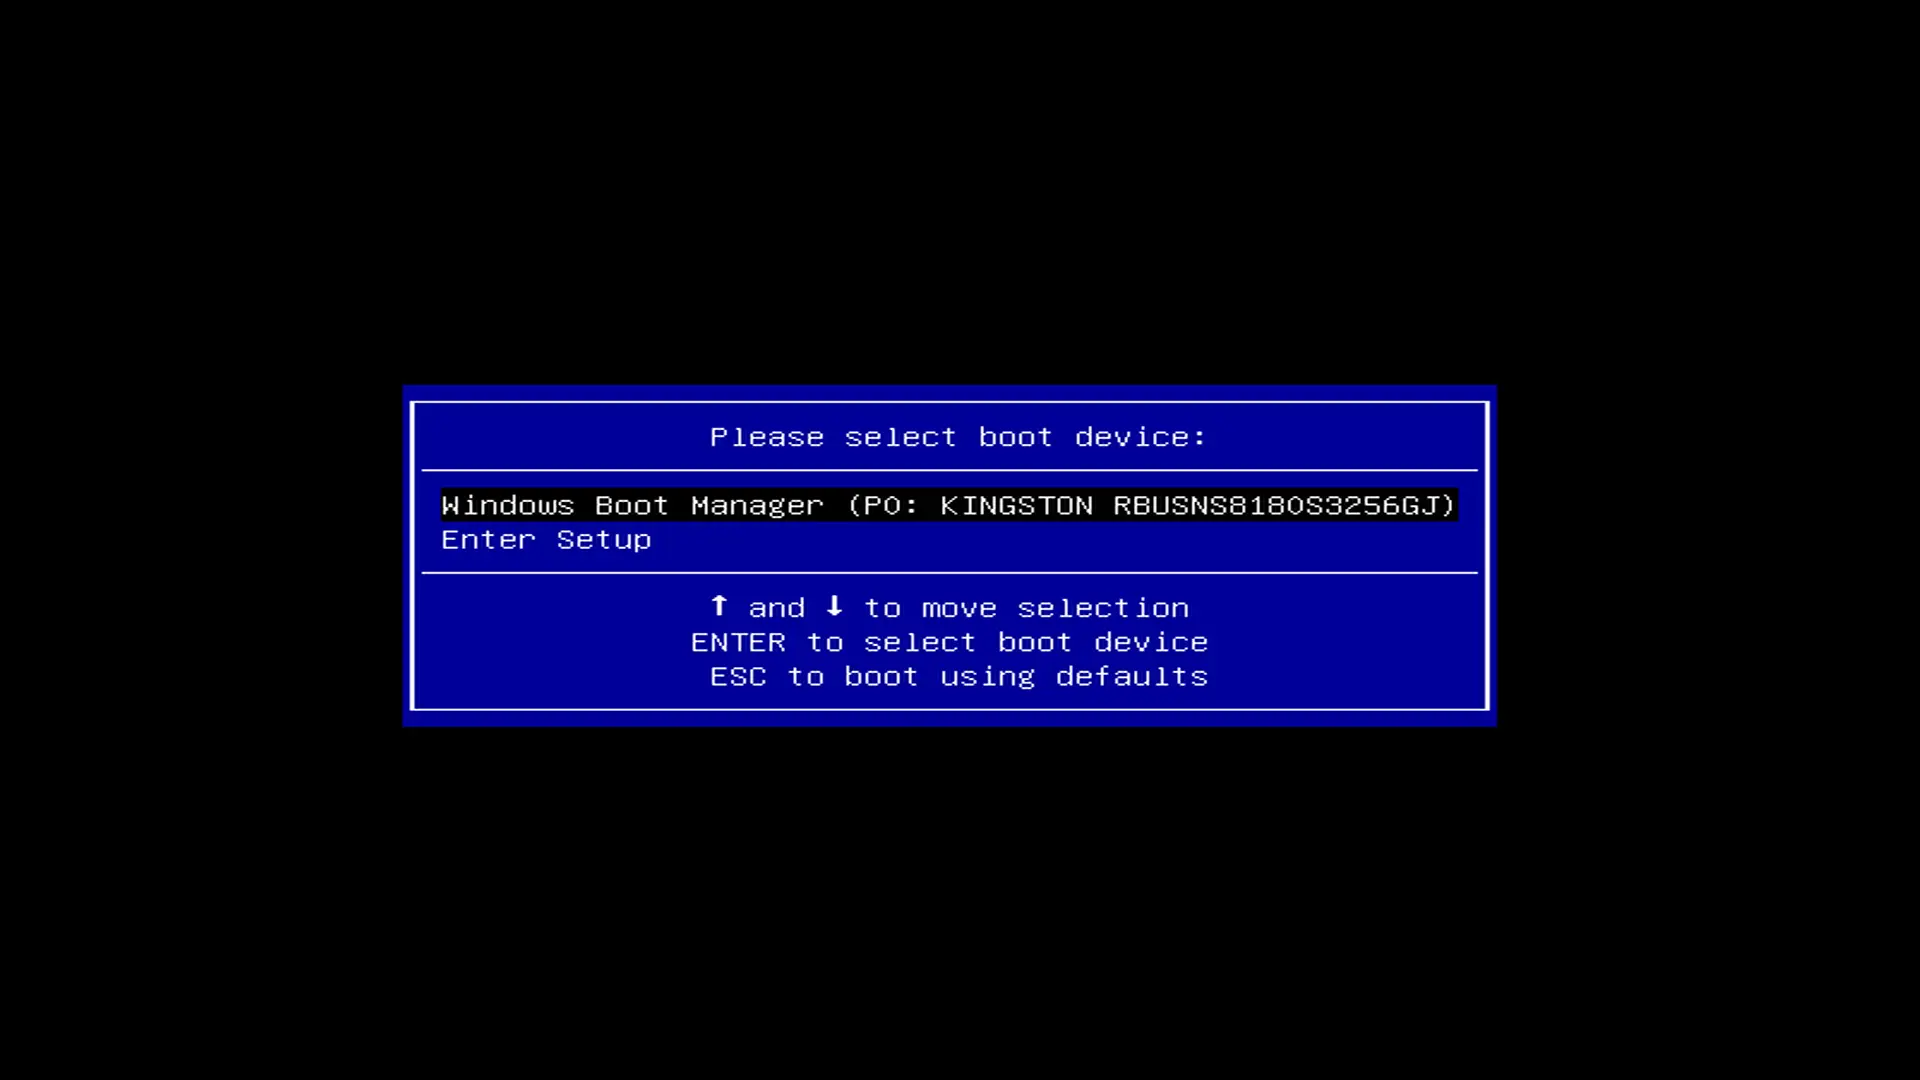 Please select boot device:
Windows Boot Manager (P0: KINGSTON RBUSNS8180S3256GJ)
Enter Setup
↑ and ↓ to move selection
ENTER to select boot device
ESC to boot using defaults